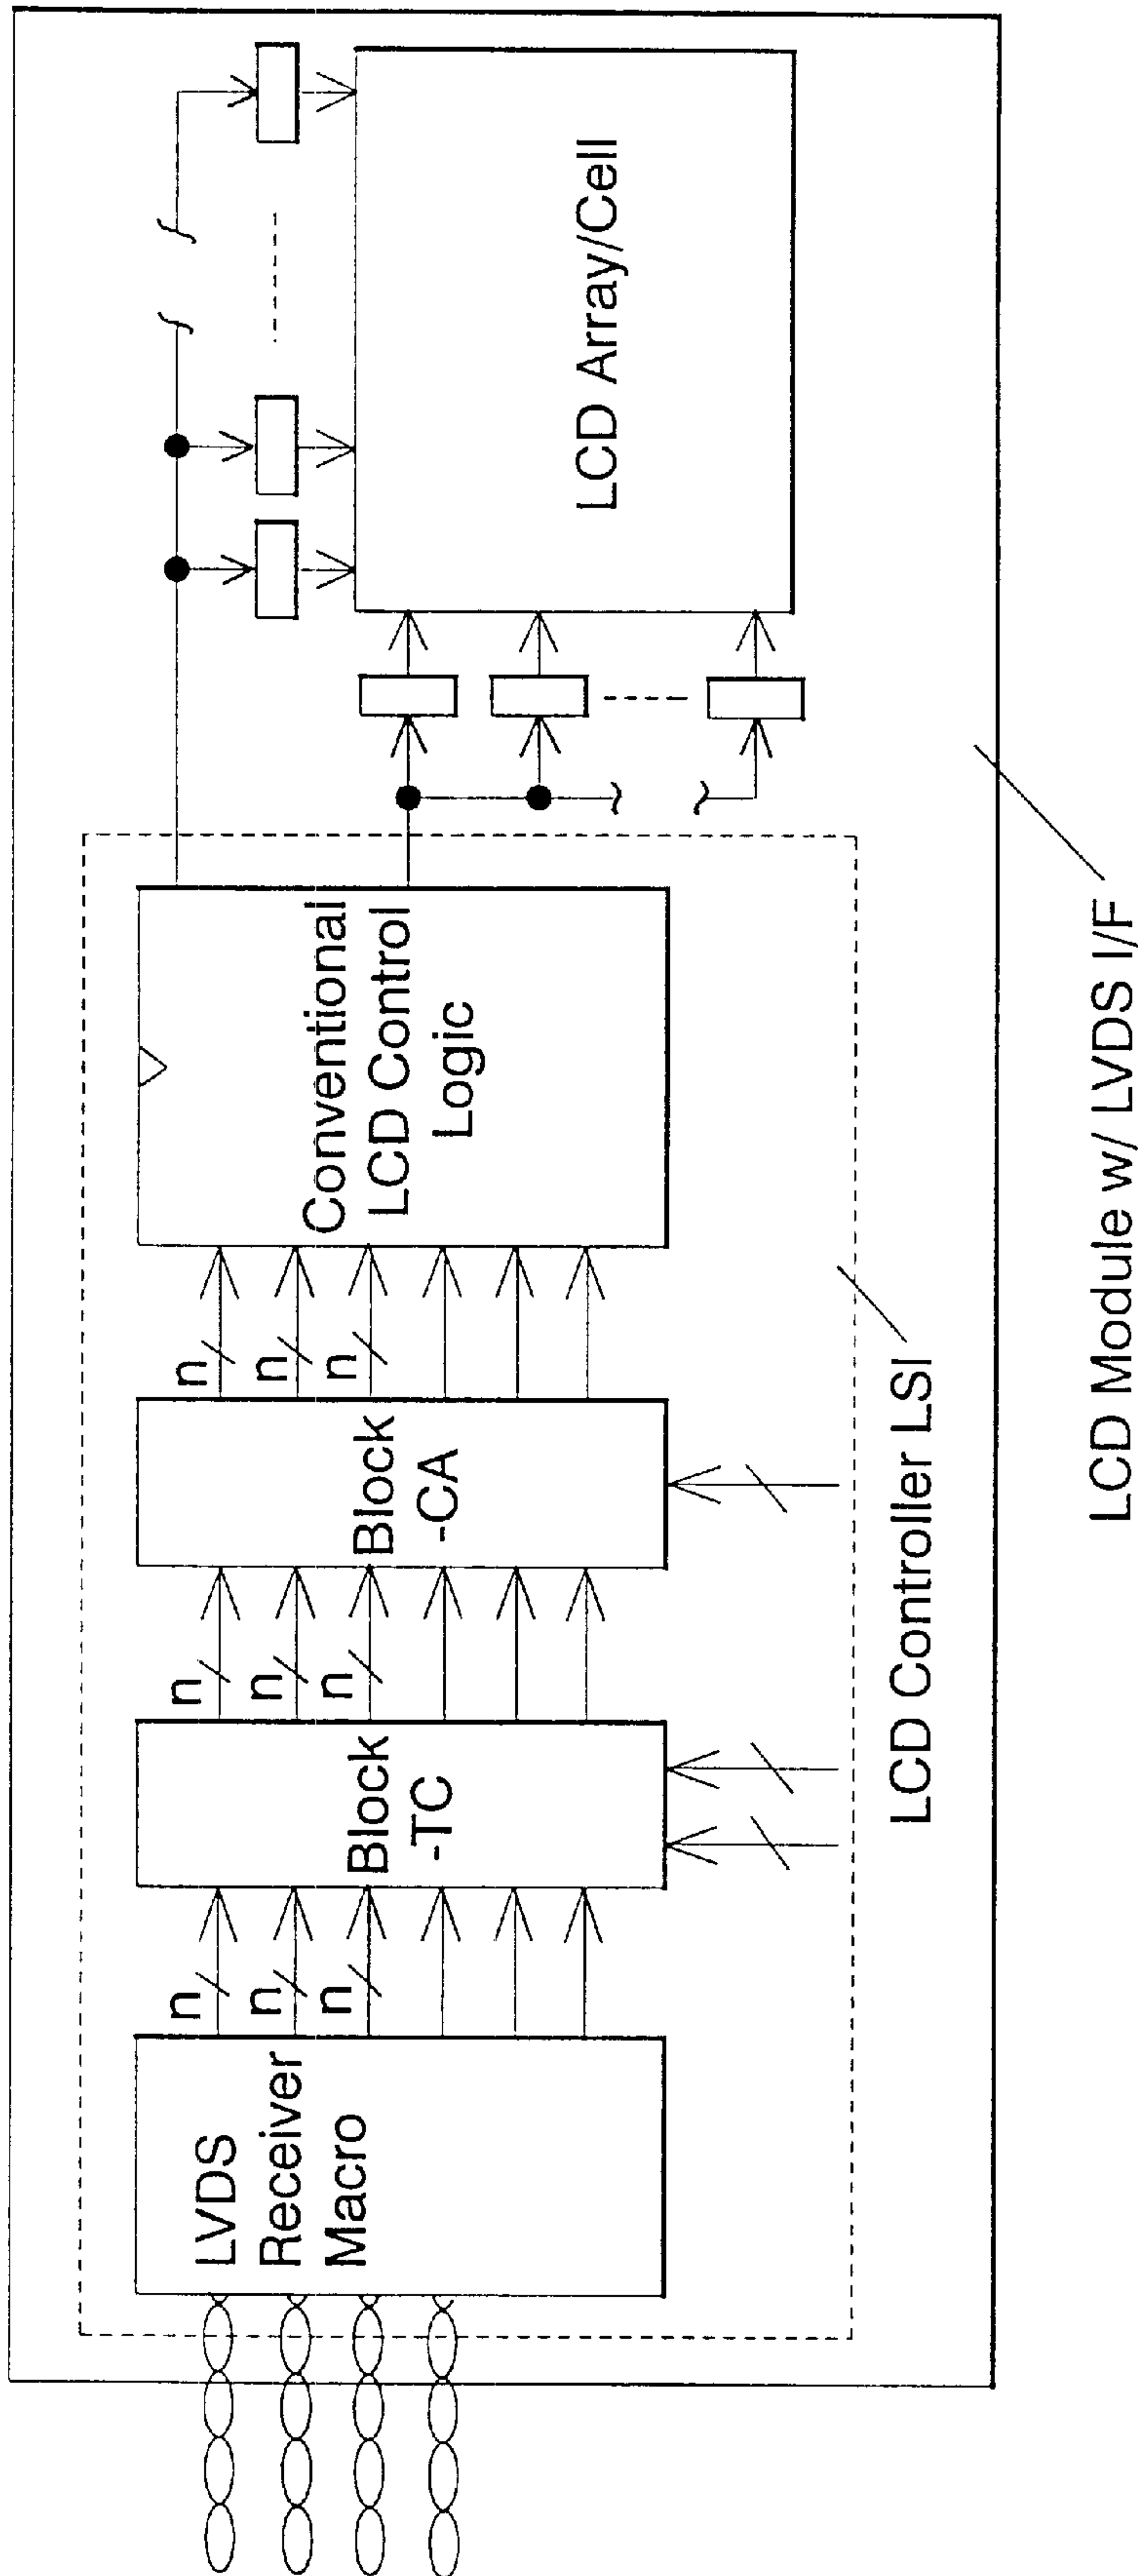 LVDS
Receiver
Macro
n
n
n
Block
-TC
n
n
n
Block
-CA
n
n
n
Conventional
LCD Control
Logic
LCD Array/Cell
LCD Controller LSI
LCD Module w/ LVDS I/F